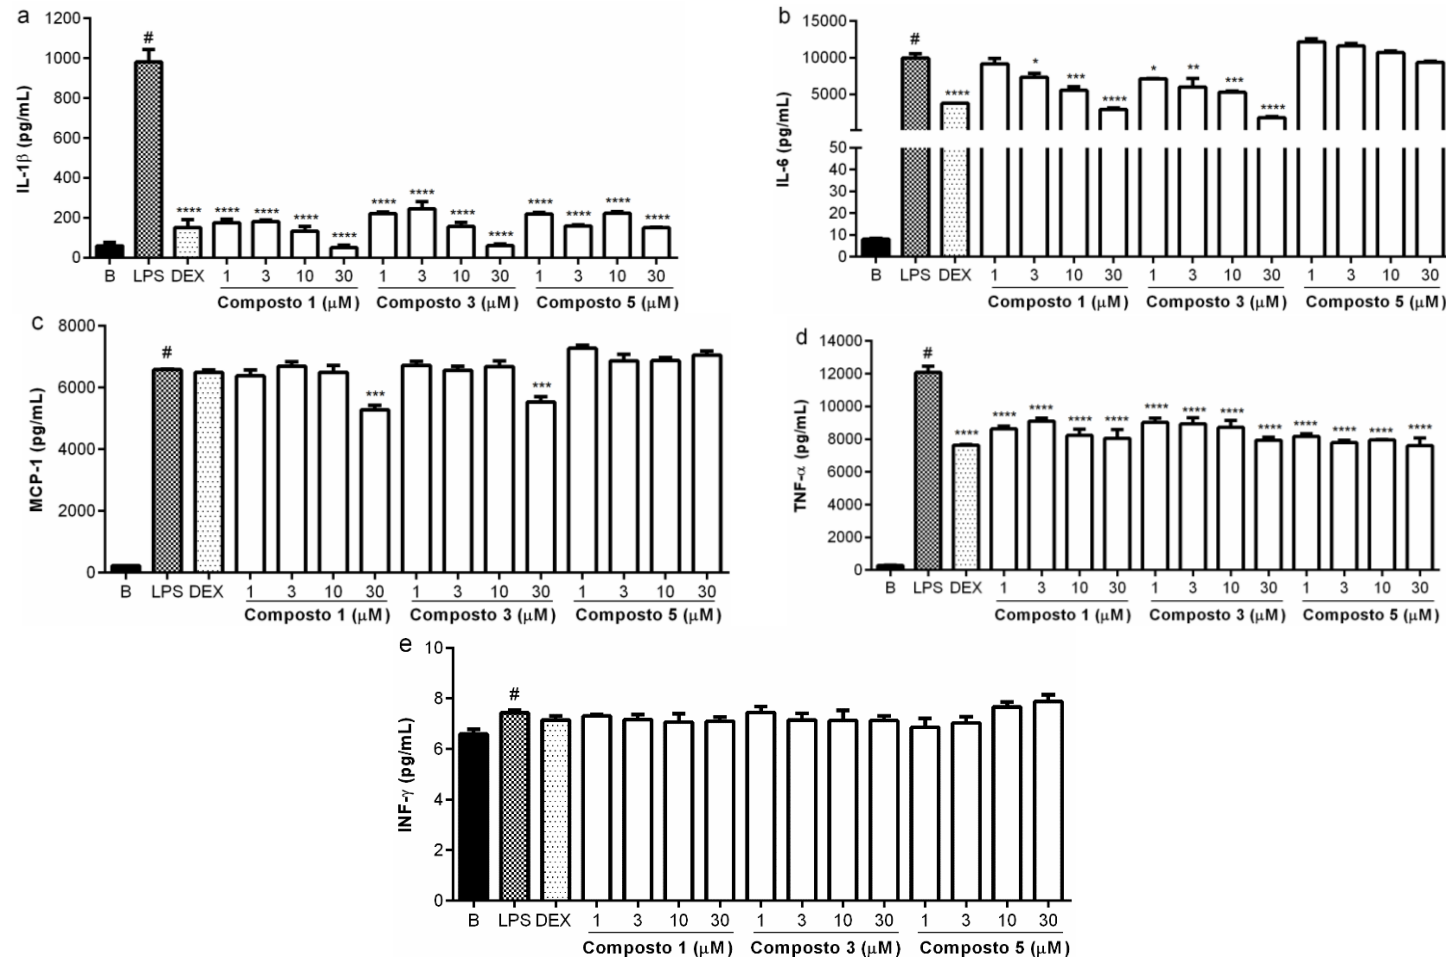 a
IL-1β (pg/mL)
1200
1000
800
600
400
200
0
#
**** **** **** **** **** **** **** **** **** **** **** **** ****
B LPS DEX 1 3 10 30 1 3 10 30 1 3 10 30
Composto 1 (μM) Composto 3 (μM) Composto 5 (μM)
b
IL-6 (pg/mL)
15000
10000
5000
50
40
30
20
10
0
#
**** * *** **** * ** *** ****
B LPS DEX 1 3 10 30 1 3 10 30 1 3 10 30
Composto 1 (μM) Composto 3 (μM) Composto 5 (μM)
c
MCP-1 (pg/mL)
8000
6000
4000
2000
0
#
*** ***
B LPS DEX 1 3 10 30 1 3 10 30 1 3 10 30
Composto 1 (μM) Composto 3 (μM) Composto 5 (μM)
d
TNF-α (pg/mL)
14000
12000
10000
8000
6000
4000
2000
0
#
**** **** **** **** **** **** **** **** **** **** **** **** ****
B LPS DEX 1 3 10 30 1 3 10 30 1 3 10 30
Composto 1 (μM) Composto 3 (μM) Composto 5 (μM)
e
INF-γ (pg/mL)
10
8
6
4
2
0
#
B LPS DEX 1 3 10 30 1 3 10 30 1 3 10 30
Composto 1 (μM) Composto 3 (μM) Composto 5 (μM)